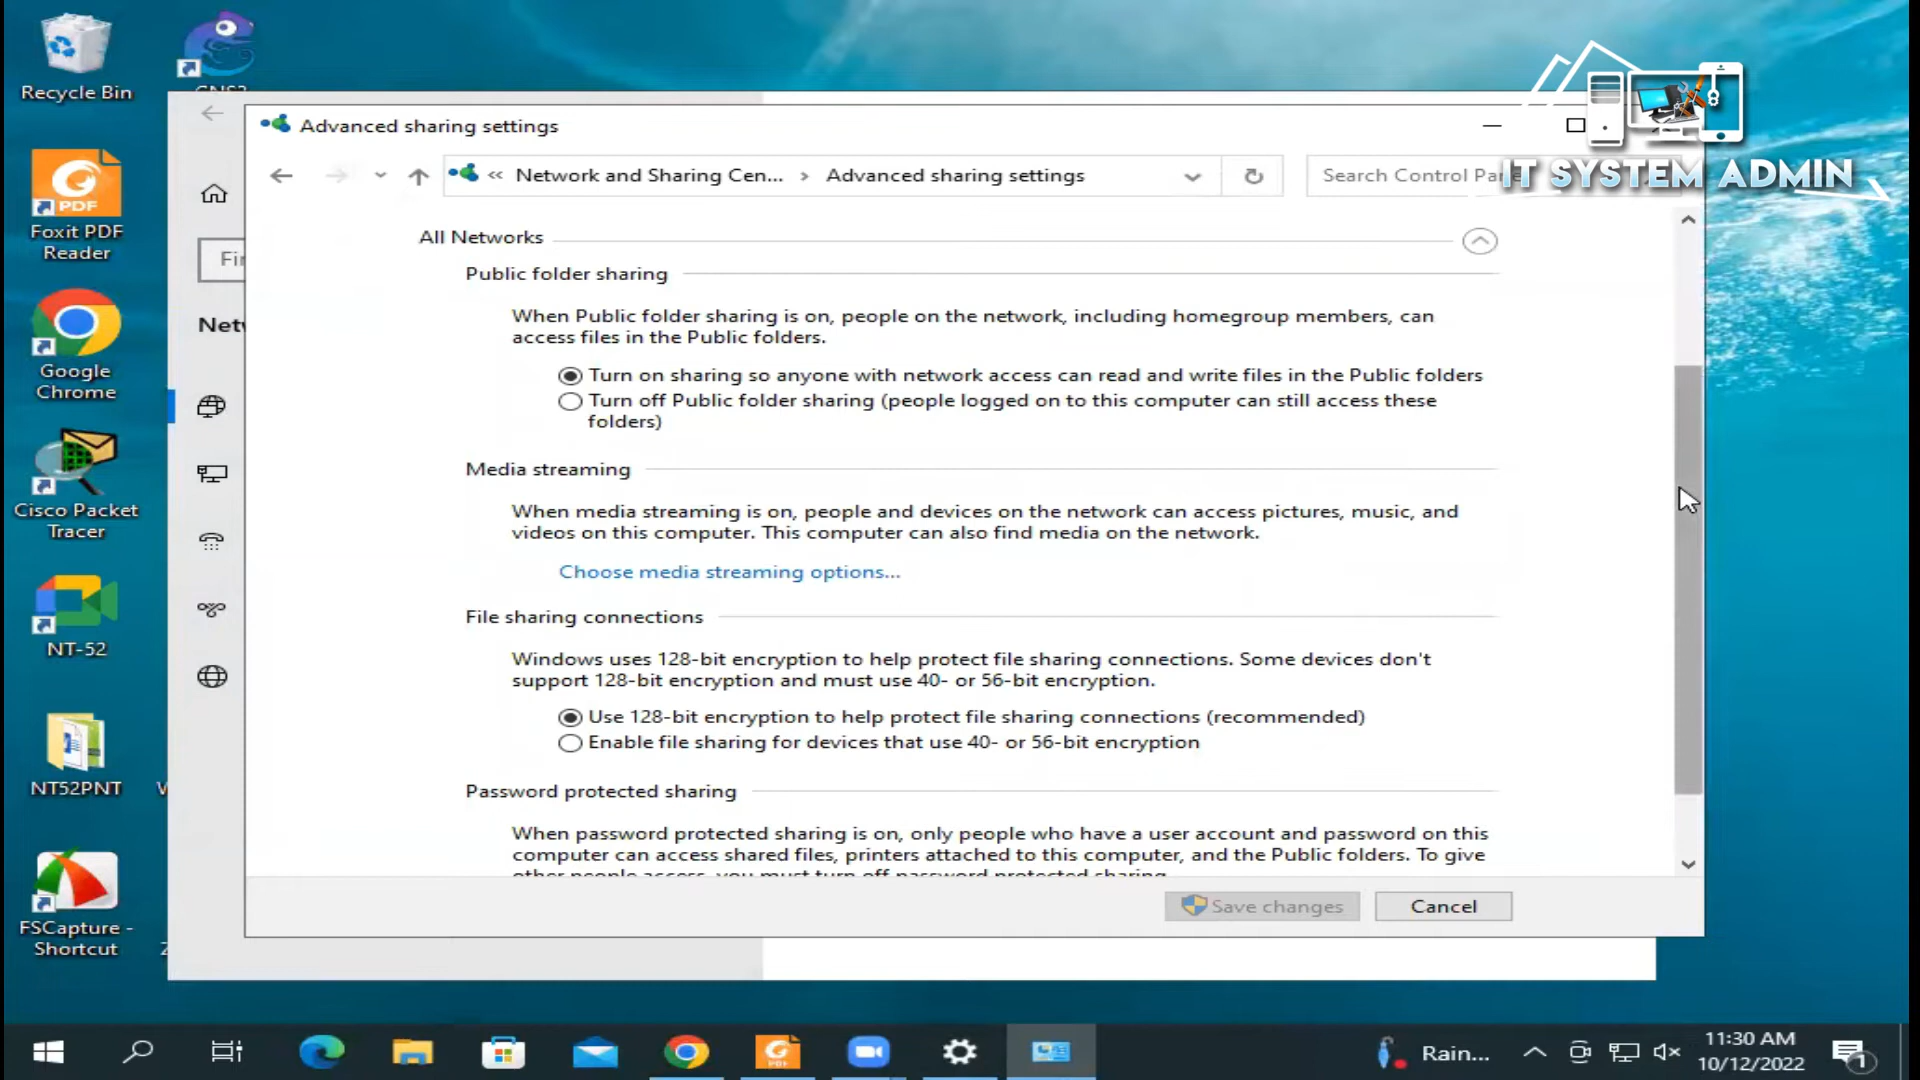 Recycle Bin
Foxit PDF
Reader
Google
Chrome
Cisco Packet
Tracer
NT-52
NT52PNT
FSCapture -
Shortcut
IT SYSTEM ADMIN
Advanced sharing settings
« Network and Sharing Cen... › Advanced sharing settings
Search Control
All Networks
Public folder sharing
When Public folder sharing is on, people on the network, including homegroup members, can
access files in the Public folders.
Turn on sharing so anyone with network access can read and write files in the Public folders
Turn off Public folder sharing (people logged on to this computer can still access these
folders)
Media streaming
When media streaming is on, people and devices on the network can access pictures, music, and
videos on this computer. This computer can also find media on the network.
Choose media streaming options...
File sharing connections
Windows uses 128-bit encryption to help protect file sharing connections. Some devices don't
support 128-bit encryption and must use 40- or 56-bit encryption.
Use 128-bit encryption to help protect file sharing connections (recommended)
Enable file sharing for devices that use 40- or 56-bit encryption
Password protected sharing
When password protected sharing is on, only people who have a user account and password on this
computer can access shared files, printers attached to this computer, and the Public folders. To give
other people access, you must turn off password protected sharing.
Save changes
Cancel
Rain...
11:30 AM
10/12/2022
1